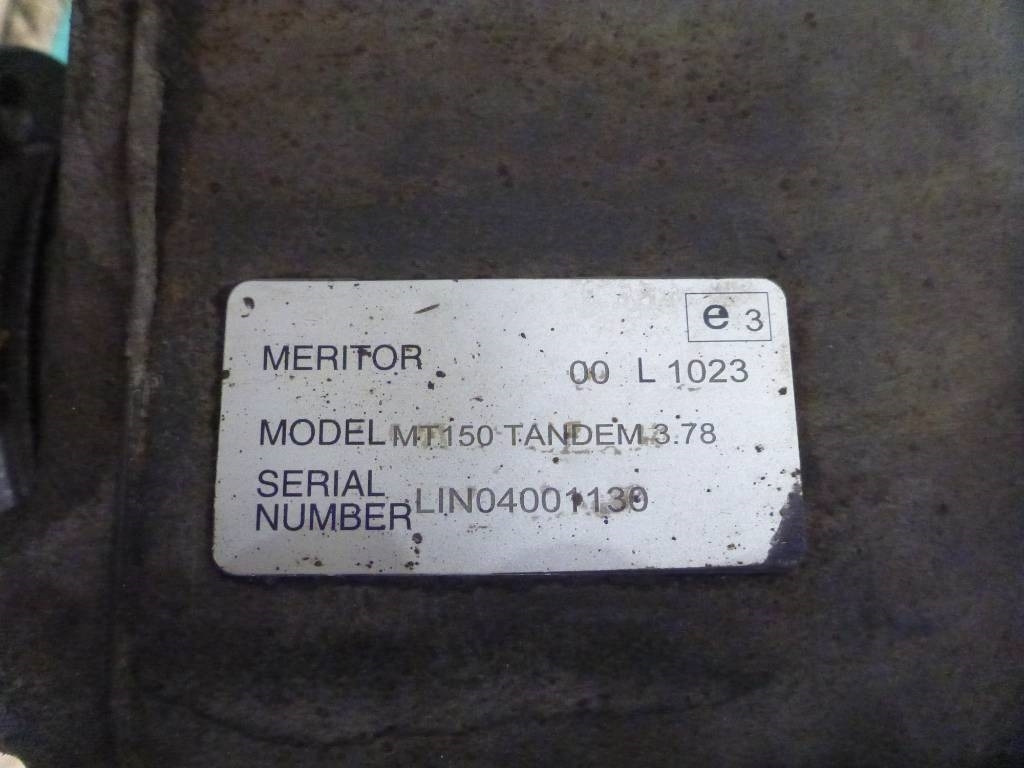 e 3
MERITOR 00 L 1023
MODEL MT150 TANDEM 3.78
SERIAL NUMBER LIN04001130